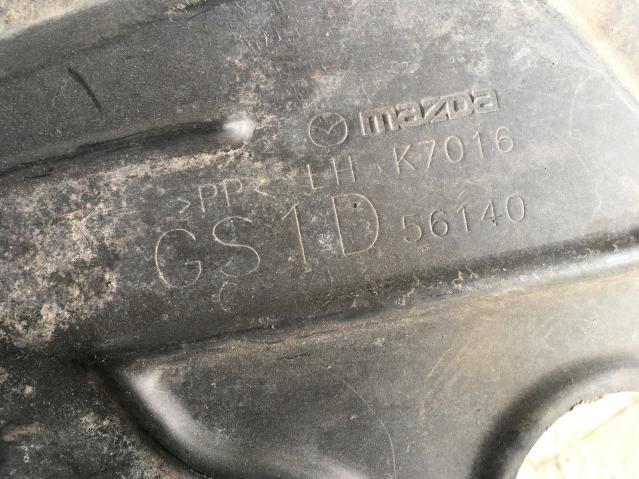 mazda
>PP< LH K7016
GS1D 56140
C